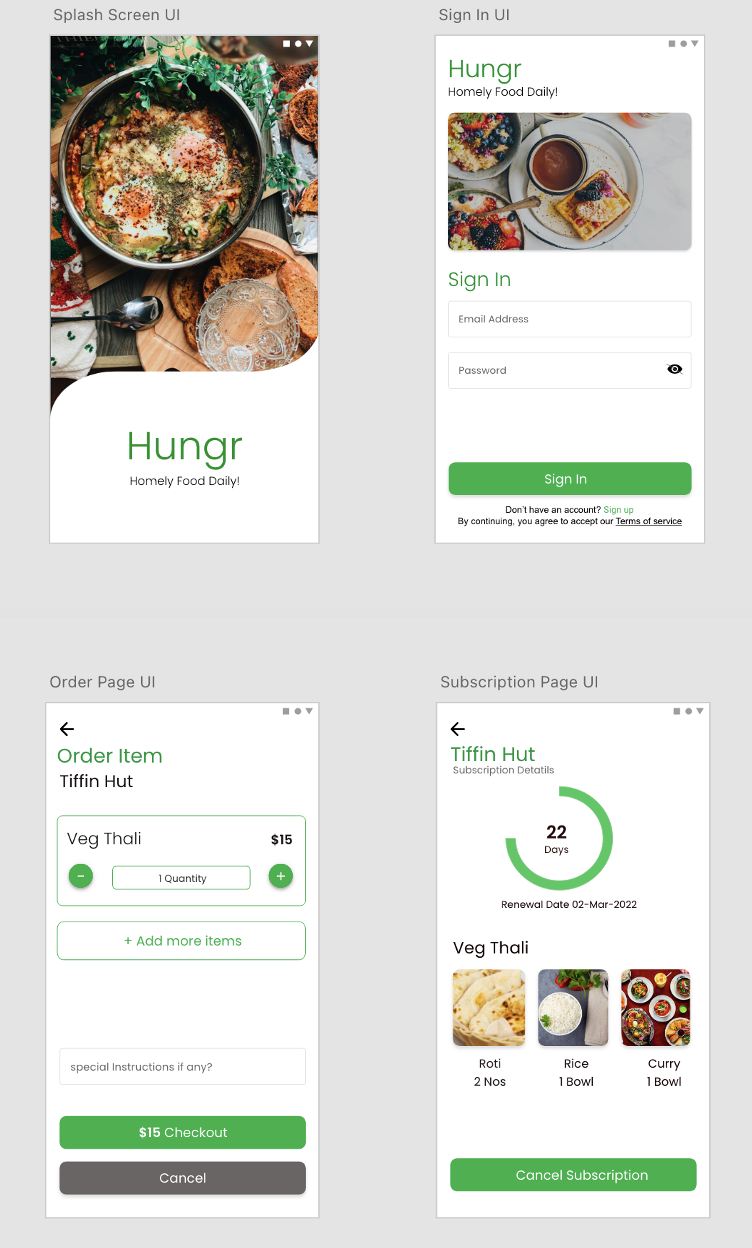 Splash Screen UI
Hungr
Homely Food Daily!
Sign In UI
Hungr
Homely Food Daily!
Sign In
Email Address
Password
Sign In
Don't have an account? Sign up
By continuing, you agree to accept our Terms of service
Order Page UI
Order Item
Tiffin Hut
Veg Thali $15
- 1 Quantity +
+ Add more items
special Instructions if any?
$15 Checkout
Cancel
Subscription Page UI
Tiffin Hut
Subscription Detatils
22
Days
Renewal Date 02-Mar-2022
Veg Thali
Roti Rice Curry
2 Nos 1 Bowl 1 Bowl
Cancel Subscription